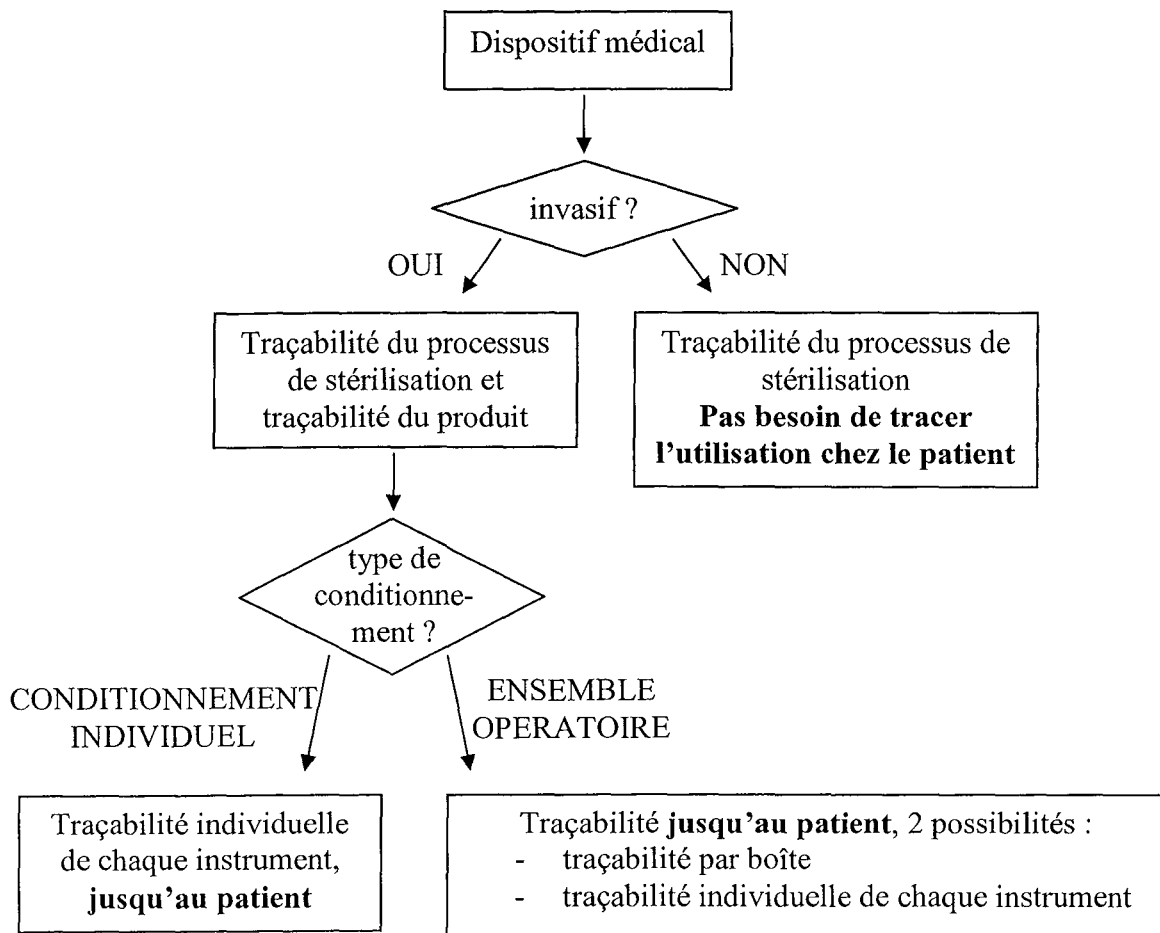 Dispositif médical
invasif ?
OUI
NON
Traçabilité du processus
de stérilisation et
traçabilité du produit
Traçabilité du processus de
stérilisation
Pas besoin de tracer
l'utilisation chez le patient
type de
conditionne-
ment ?
CONDITIONNEMENT
INDIVIDUEL
ENSEMBLE
OPERATOIRE
Traçabilité individuelle
de chaque instrument,
jusqu'au patient
Traçabilité jusqu'au patient, 2 possibilités :
- traçabilité par boîte
- traçabilité individuelle de chaque instrument